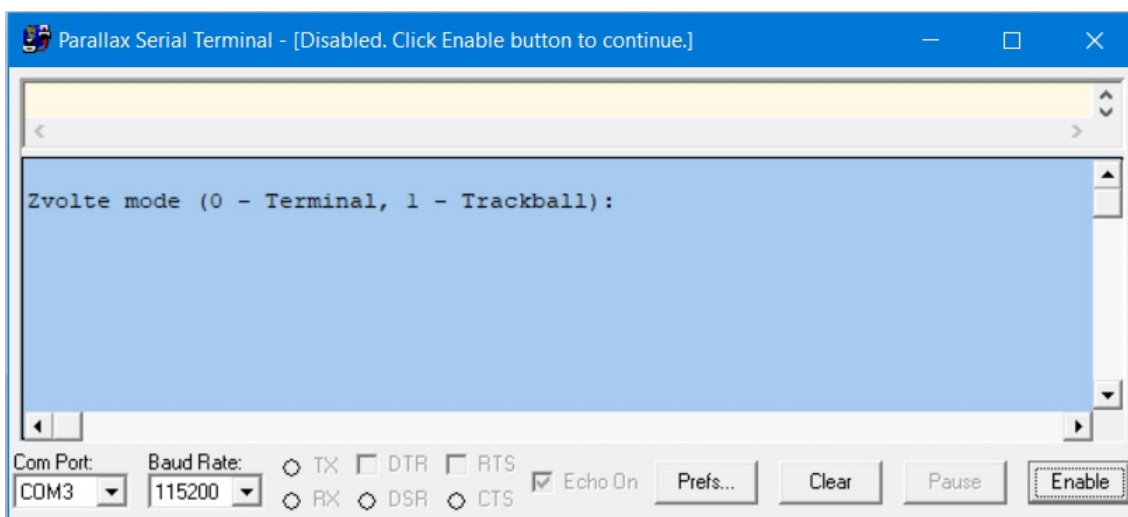 Parallax Serial Terminal - [Disabled. Click Enable button to continue.]
Zvolte mode (0 - Terminal, 1 - Trackball):
Com Port: Baud Rate: TX DTR RTS
COM3 115200 RX DSR CTS Echo On Prefs... Clear Pause Enable